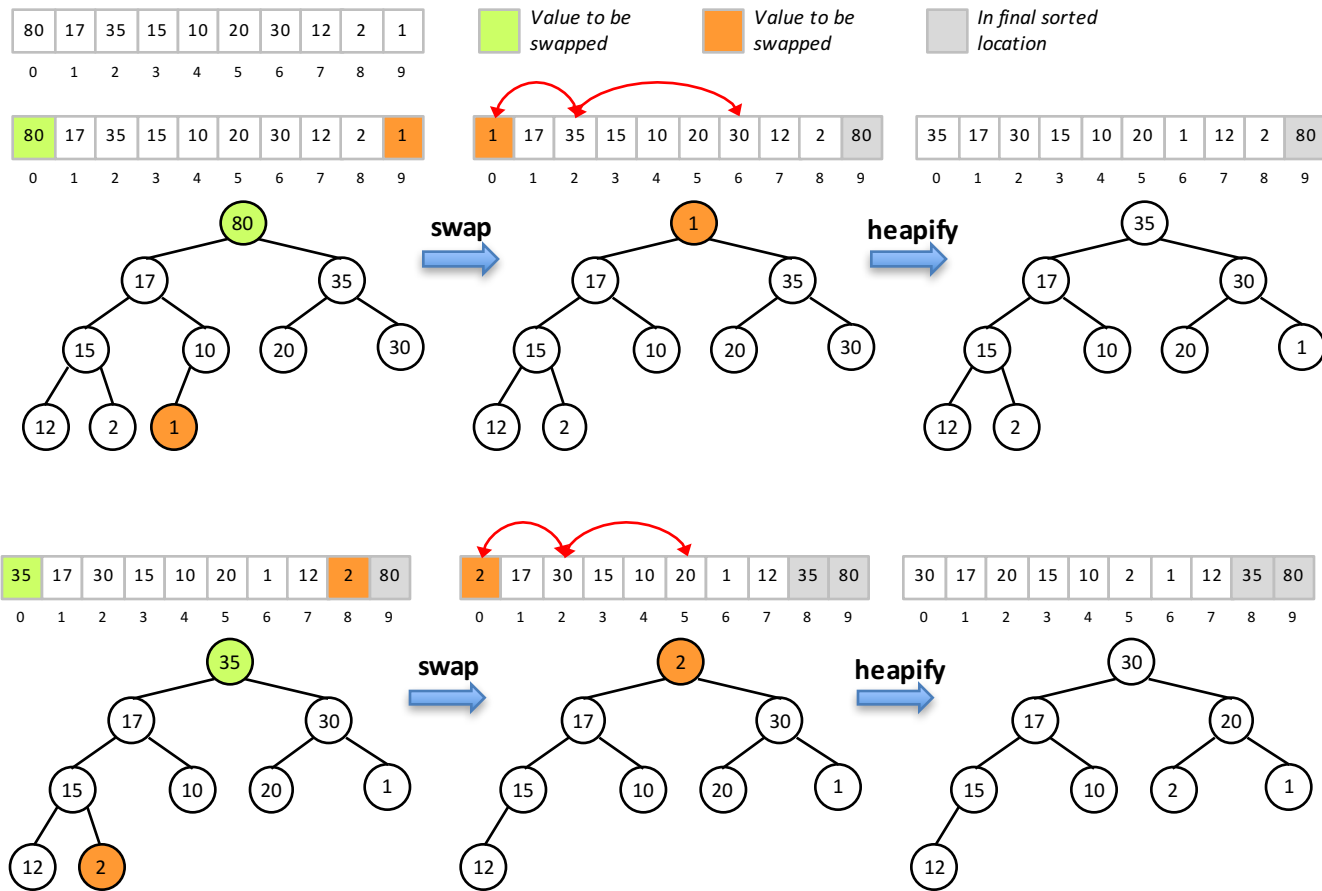 80 17 35 15 10 20 30 12 2 1
0 1 2 3 4 5 6 7 8 9
Value to be
swapped
Value to be
swapped
In final sorted
location
80 17 35 15 10 20 30 12 2 1
0 1 2 3 4 5 6 7 8 9
1 17 35 15 10 20 30 12 2 80
0 1 2 3 4 5 6 7 8 9
35 17 30 15 10 20 1 12 2 80
0 1 2 3 4 5 6 7 8 9
80
17 35
15 10 20 30
12 2 1
swap
1
17 35
15 10 20 30
12 2
heapify
35
17 30
15 10 20 1
12 2
35 17 30 15 10 20 1 12 2 80
0 1 2 3 4 5 6 7 8 9
2 17 30 15 10 20 1 12 35 80
0 1 2 3 4 5 6 7 8 9
30 17 20 15 10 2 1 12 35 80
0 1 2 3 4 5 6 7 8 9
35
17 30
15 10 20 1
12 2
swap
2
17 30
15 10 20 1
12
heapify
30
17 20
15 10 2 1
12